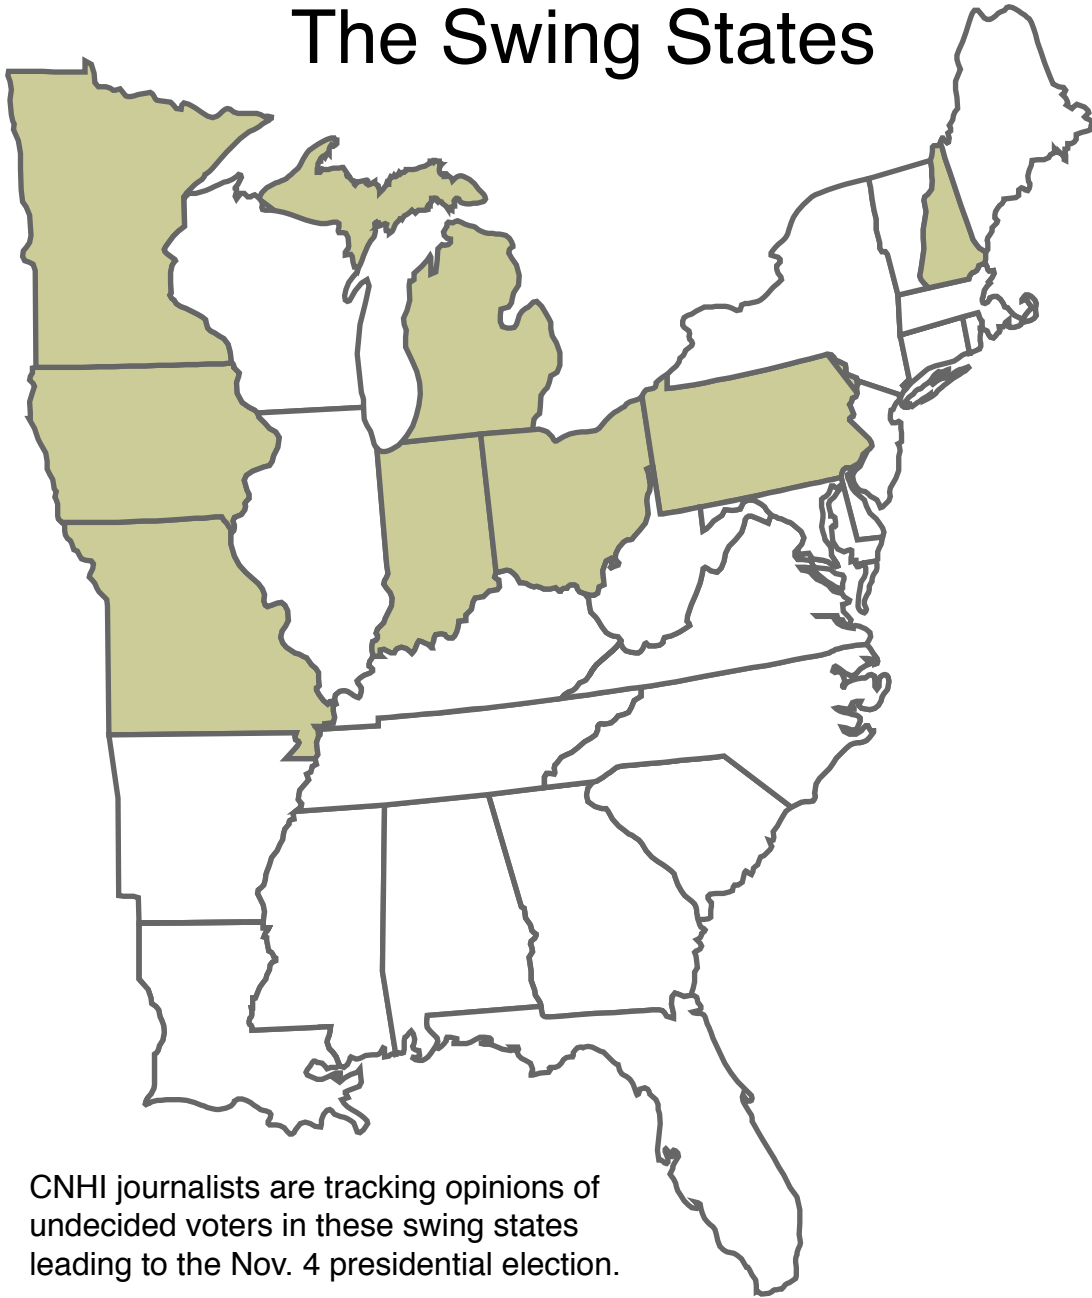 The Swing States
CNHI journalists are tracking opinions of
undecided voters in these swing states
leading to the Nov. 4 presidential election.